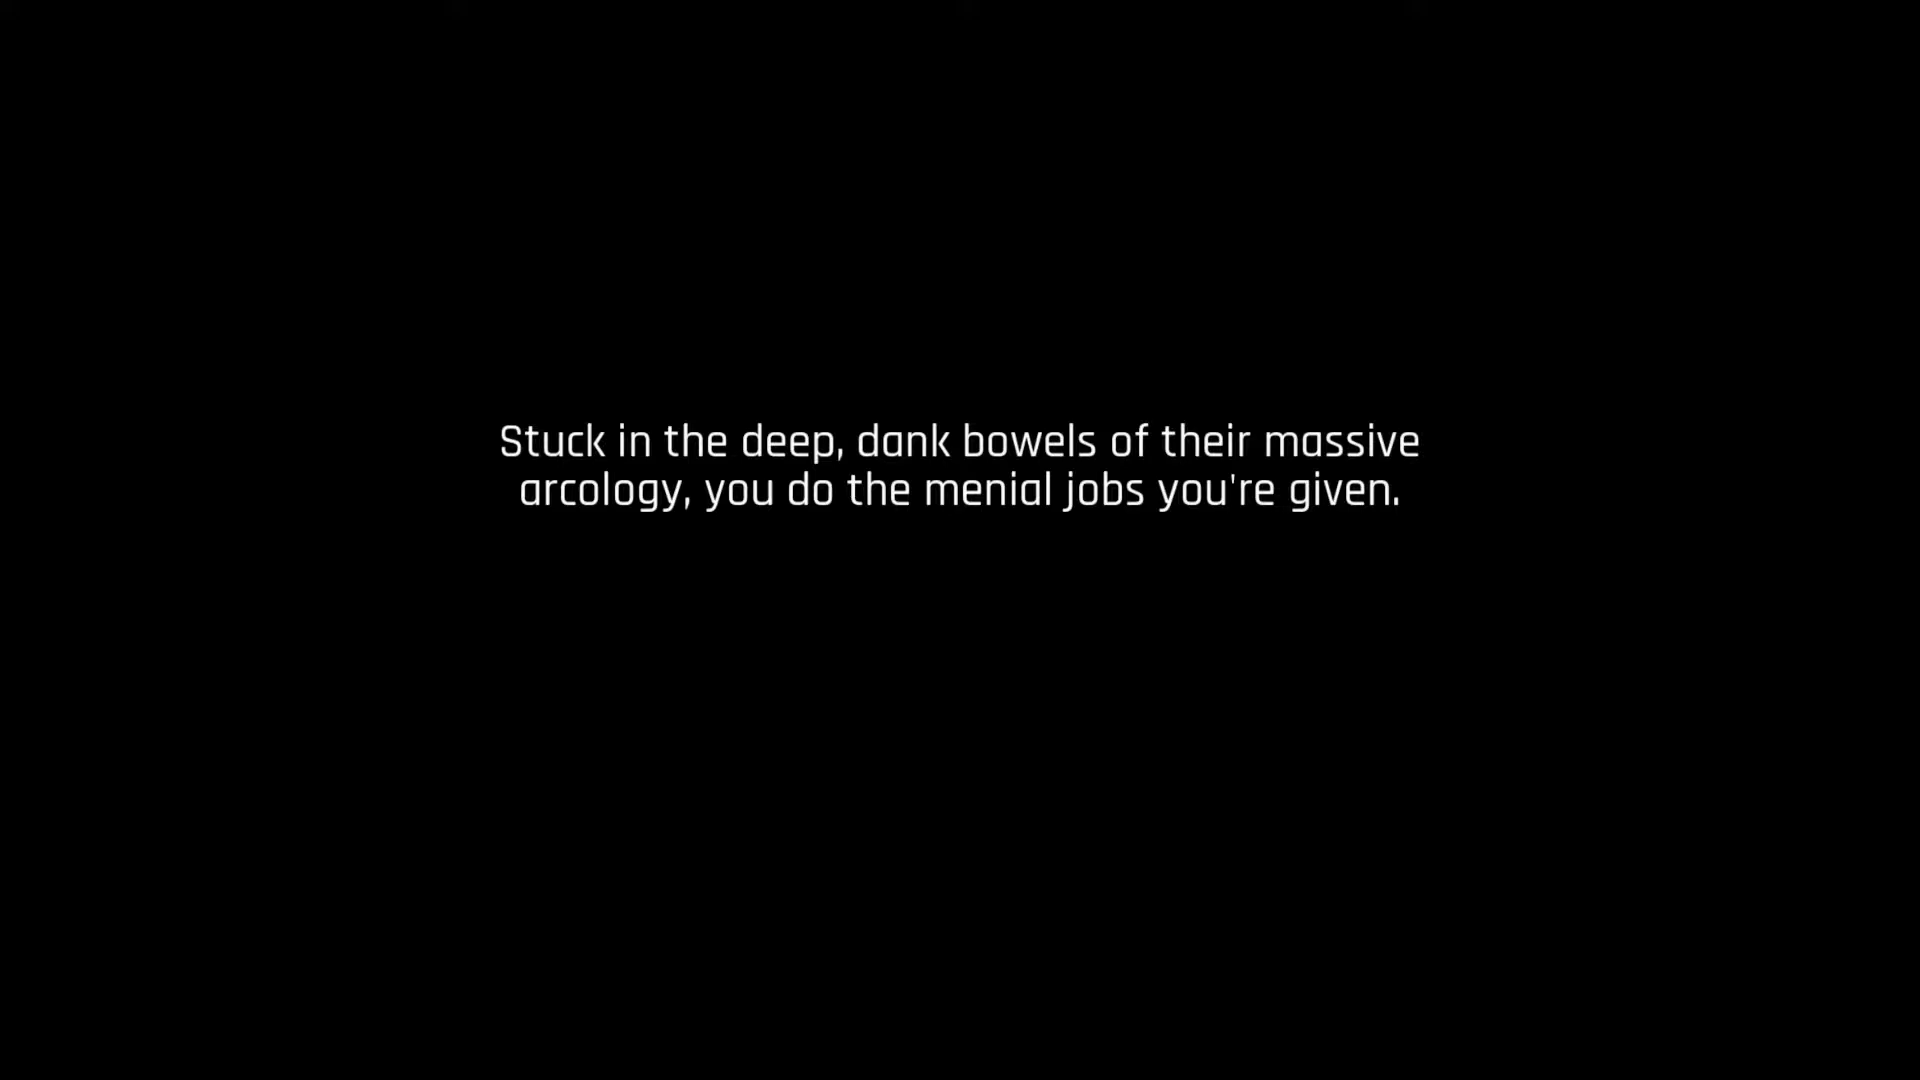 Stuck in the deep, dank bowels of their massive
arcology, you do the menial jobs you're given.